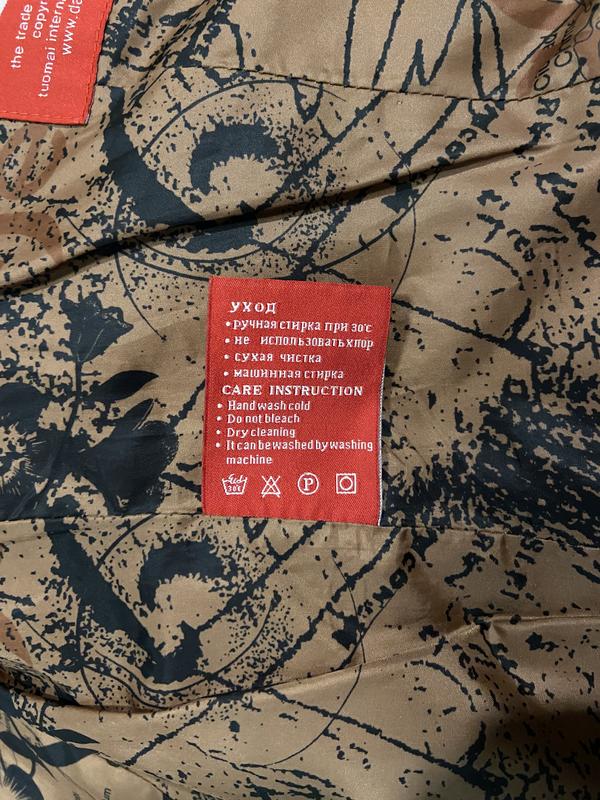 the trade
copyr
tuomai intern
www.da
уход
• ручная стирка при 30°c
• не использовать хлор
• сухая чистка
• машинная стирка
CARE INSTRUCTION
• Hand wash cold
• Do not bleach
• Dry cleaning
• It can be washed by washing
machine
30°c
P